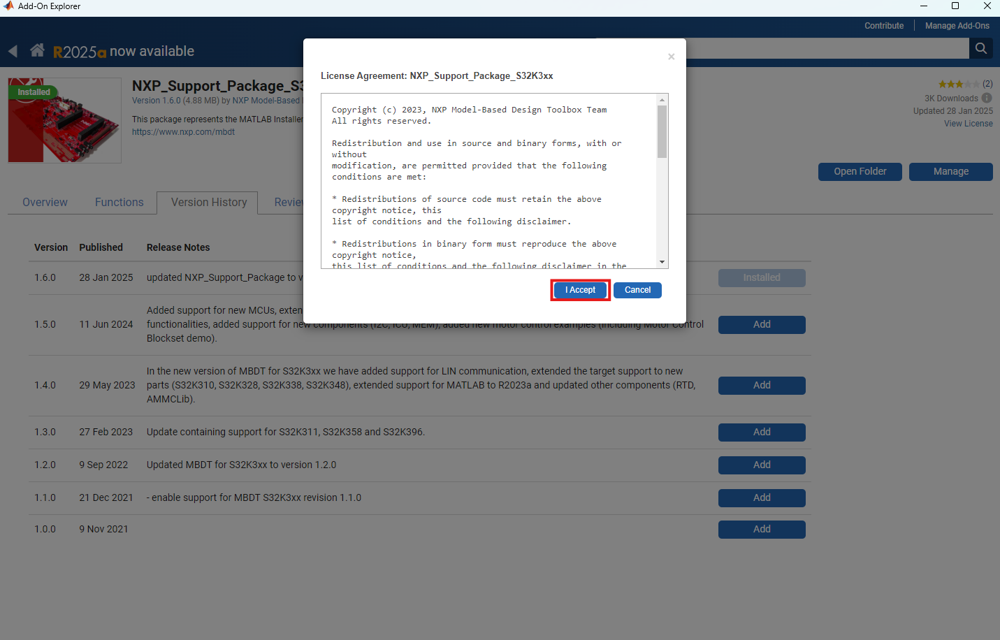 Add-On Explorer
Contribute
Manage Add-Ons
R2025a now available
Installed
NXP_Support_Package_S3
Version 1.6.0 (4.88 MB) by NXP Model-Based
This package represents the MATLAB Installer
https://www.nxp.com/mbdt
(2)
3K Downloads
Updated 28 Jan 2025
View License
Open Folder
Manage
License Agreement: NXP_Support_Package_S32K3xx
Copyright (c) 2023, NXP Model-Based Design Toolbox Team
All rights reserved.
Redistribution and use in source and binary forms, with or
without
modification, are permitted provided that the following
conditions are met:
* Redistributions of source code must retain the above
copyright notice, this
list of conditions and the following disclaimer.
* Redistributions in binary form must reproduce the above
copyright notice,
this list of conditions and the following disclaimer in the
I Accept
Cancel
Overview
Functions
Version History
Review
Version Published Release Notes
1.6.0 28 Jan 2025 updated NXP_Support_Package to v
Installed
Added support for new MCUs, exten
1.5.0 11 Jun 2024 functionalities, added support for new components (I2C, ICU, MEM), added new motor control examples (including Motor Control
Blockset demo).
Add
In the new version of MBDT for S32K3xx we have added support for LIN communication, extended the target support to new
1.4.0 29 May 2023 parts (S32K310, S32K328, S32K338, S32K348), extended support for MATLAB to R2023a and updated other components (RTD,
AMMCLib).
Add
1.3.0 27 Feb 2023 Update containing support for S32K311, S32K358 and S32K396.
Add
1.2.0 9 Sep 2022 Updated MBDT for S32K3xx to version 1.2.0
Add
1.1.0 21 Dec 2021 - enable support for MBDT S32K3xx revision 1.1.0
Add
1.0.0 9 Nov 2021
Add